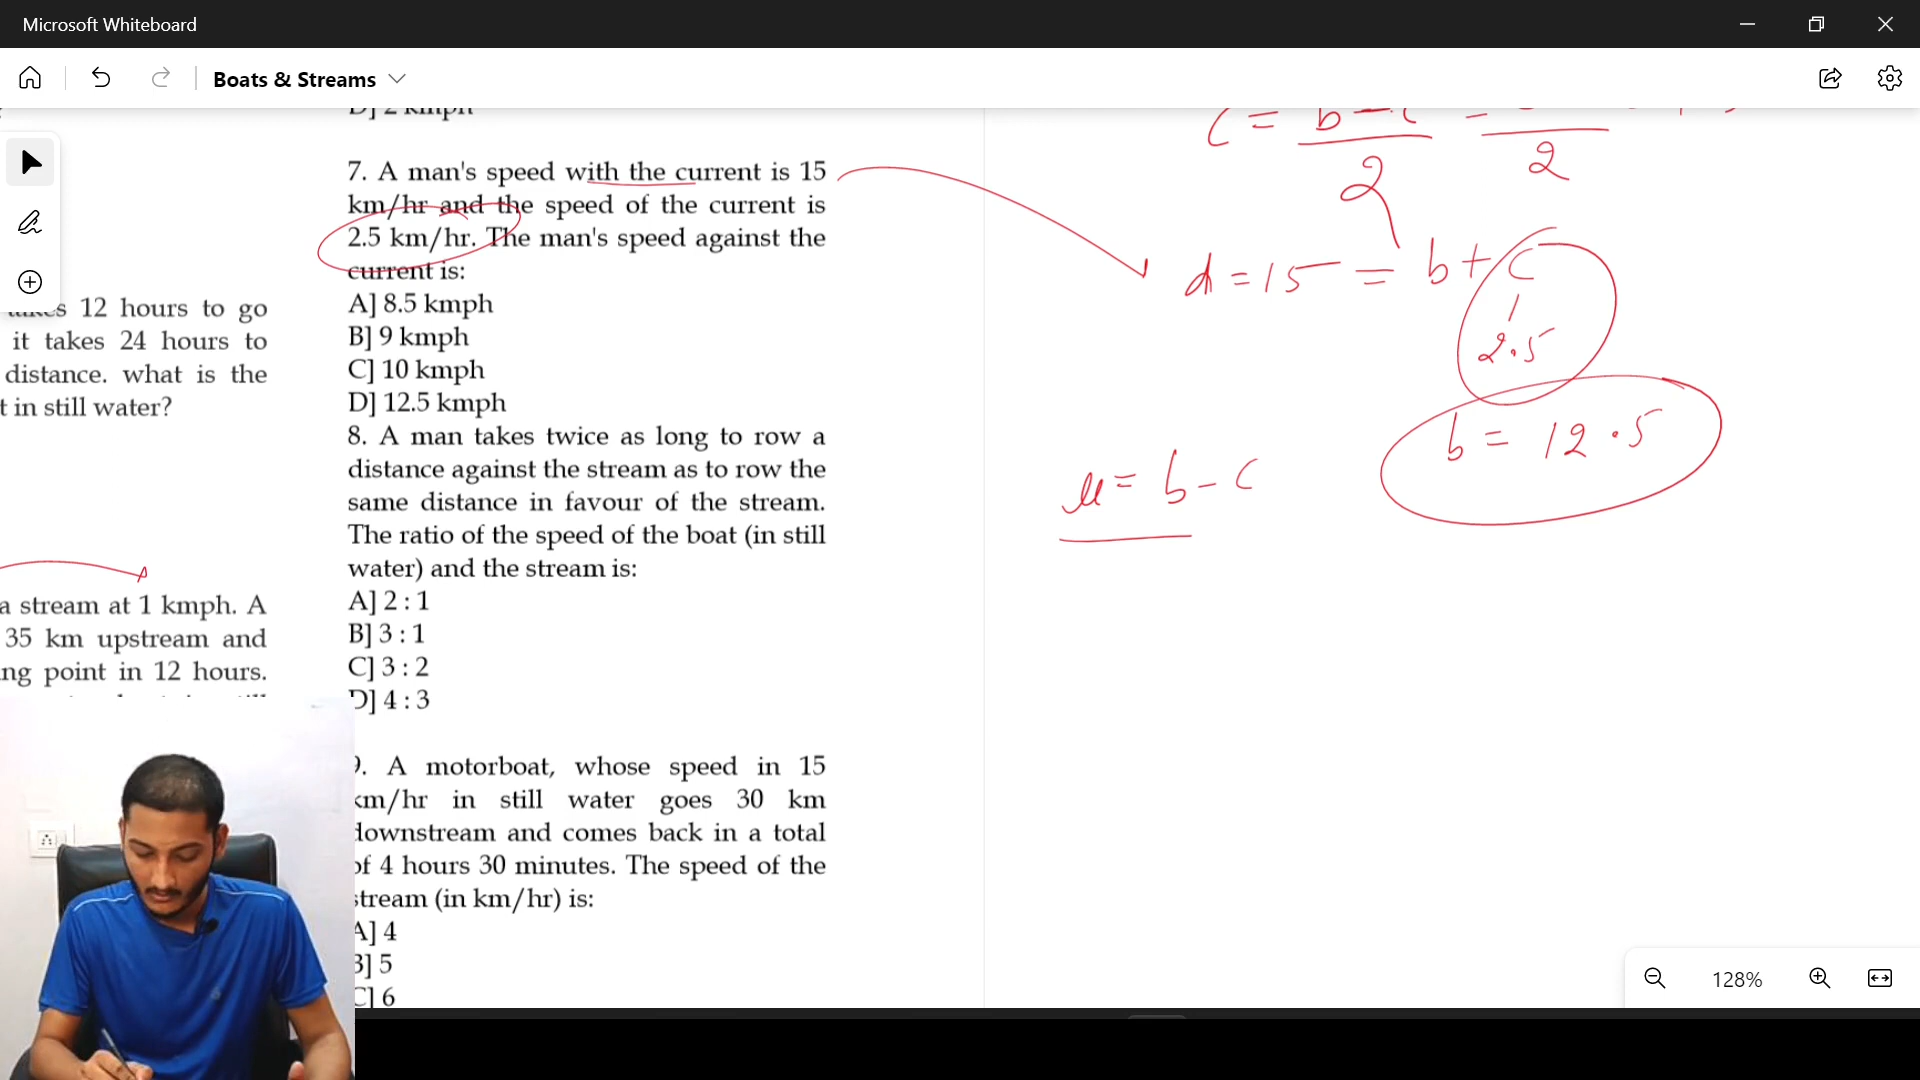 Microsoft Whiteboard
Boats & Streams
7. A man's speed with the current is 15
km/hr and the speed of the current is
2.5 km/hr. The man's speed against the
current is:
A] 8.5 kmph
B] 9 kmph
C] 10 kmph
D] 12.5 kmph
8. A man takes twice as long to row a
distance against the stream as to row the
same distance in favour of the stream.
The ratio of the speed of the boat (in still
water) and the stream is:
A] 2 : 1
B] 3 : 1
C] 3 : 2
D] 4 : 3
9. A motorboat, whose speed in 15
km/hr in still water goes 30 km
downstream and comes back in a total
of 4 hours 30 minutes. The speed of the
stream (in km/hr) is:
A] 4
B] 5
C] 6
12 hours to go
it takes 24 hours to
distance. what is the
t in still water?
a stream at 1 kmph. A
35 km upstream and
ng point in 12 hours.
2
2
d = 15 = b + c
2.5
b = 12.5
u = b - c
128%